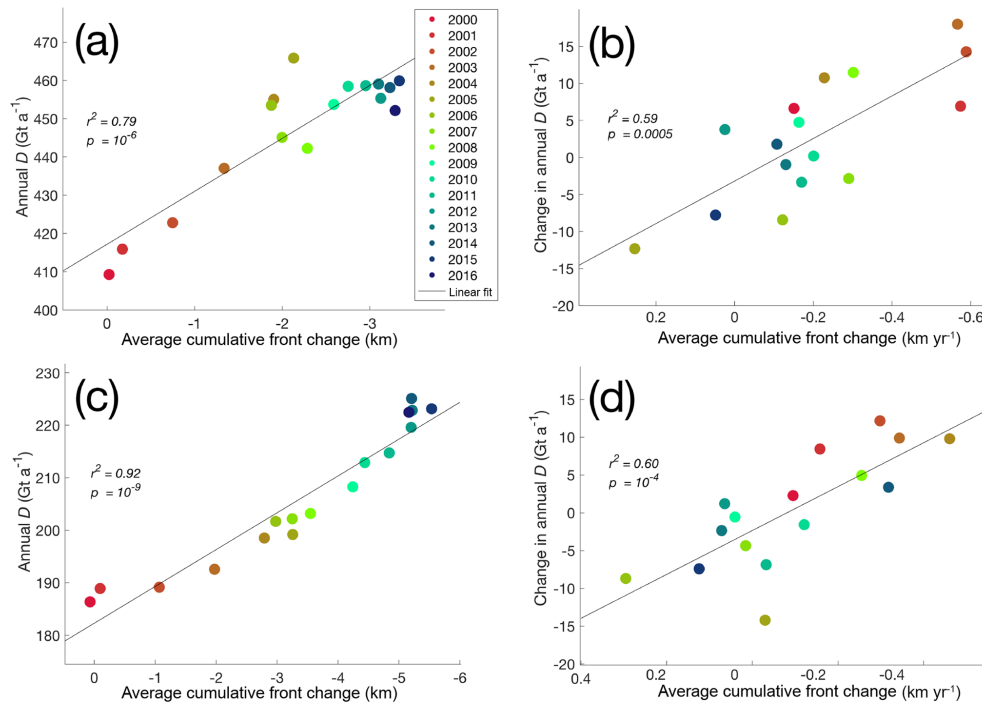 (a)
470
460
450
440
430
420
410
400
Annual D (Gt a⁻¹)
r² = 0.79
p = 10⁻⁶
0 -1 -2 -3
Average cumulative front change (km)
2000
2001
2002
2003
2004
2005
2006
2007
2008
2009
2010
2011
2012
2013
2014
2015
2016
Linear fit
(b)
15
10
5
0
-5
-10
-15
-20
Change in annual D (Gt a⁻¹)
r² = 0.59
p = 0.0005
0.2 0 -0.2 -0.4 -0.6
Average cumulative front change (km yr⁻¹)
(c)
230
220
210
200
190
180
Annual D (Gt a⁻¹)
r² = 0.92
p = 10⁻⁹
0 -1 -2 -3 -4 -5 -6
Average cumulative front change (km)
(d)
15
10
5
0
-5
-10
-15
-20
Change in annual D (Gt a⁻¹)
r² = 0.60
p = 10⁻⁴
0.4 0.2 0 -0.2 -0.4
Average cumulative front change (km yr⁻¹)